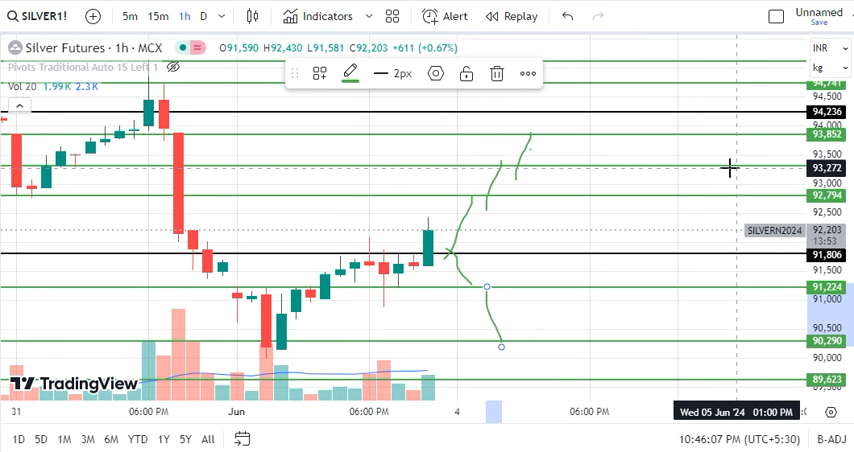 SILVER1! 5m 15m 1h D Indicators Alert Replay Unnamed
Save
Silver Futures · 1h · MCX O91,590 H92,430 L91,581 C92,203 +611 (+0.67%) INR
Pivots Traditional Auto 15 Left 1 2px kg
Vol 20 1.99 K 2.3 K 94,741
94,500
94,236
94,000
93,852
93,500
93,272
93,000
92,794
92,500
SILVERN2024 92,203
13:53
91,806
91,500
91,224
91,000
90,500
90,290
90,000
TradingView 89,623
31 06:00 PM Jun 06:00 PM 4 06:00 PM Wed 05 Jun '24 01:00 PM
1D 5D 1M 3M 6M YTD 1Y 5Y All 10:46:07 PM (UTC+5:30) B-ADJ